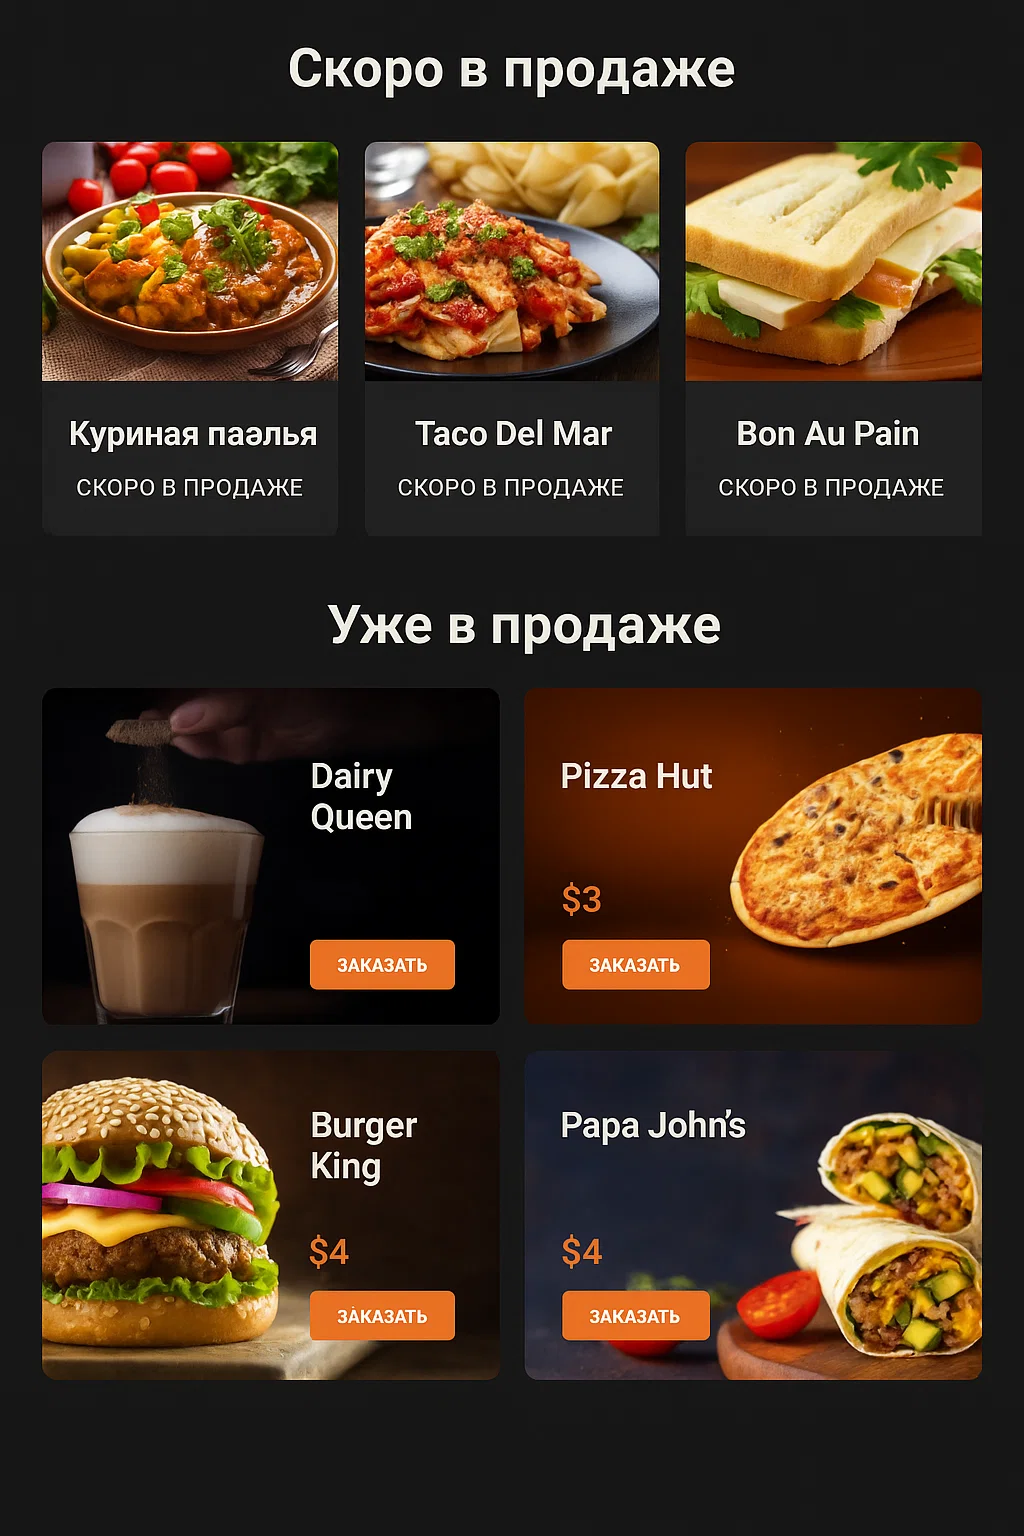 Скоро в продаже
Куриная паэлья
СКОРО В ПРОДАЖЕ
Taco Del Mar
СКОРО В ПРОДАЖЕ
Bon Au Pain
СКОРО В ПРОДАЖЕ
Уже в продаже
Dairy
Queen
ЗАКАЗАТЬ
Pizza Hut
$3
ЗАКАЗАТЬ
Burger
King
$4
ЗАКАЗАТЬ
Papa John’s
$4
ЗАКАЗАТЬ